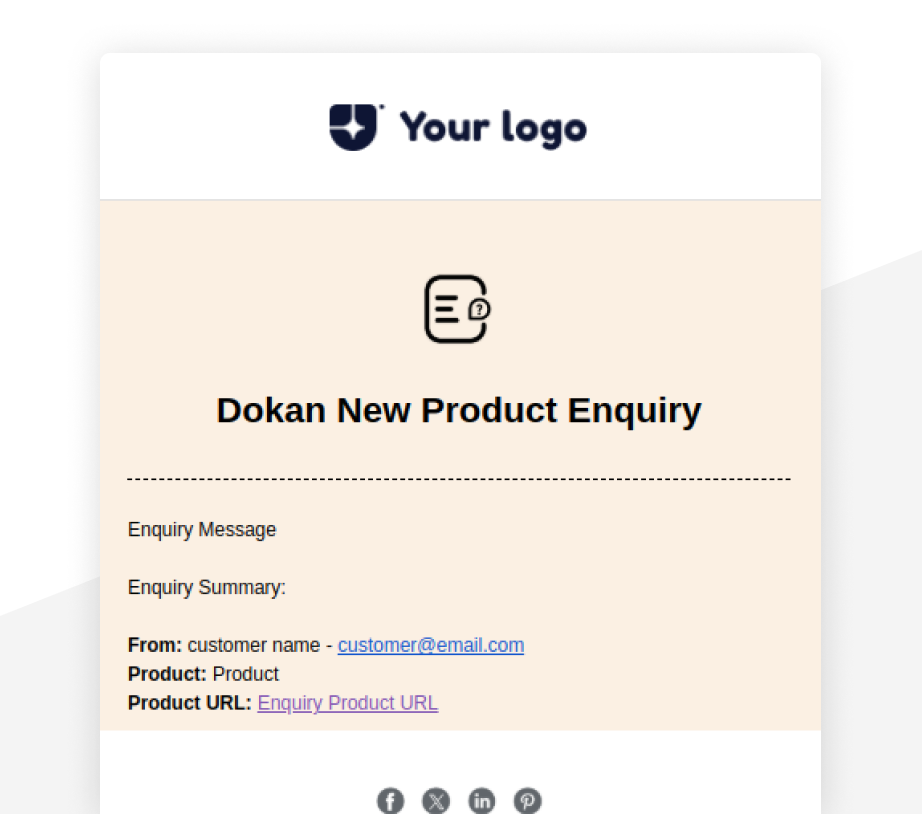 Your logo
?
Dokan New Product Enquiry
Enquiry Message
Enquiry Summary:
From: customer name - customer@email.com
Product: Product
Product URL: Enquiry Product URL
f X in P